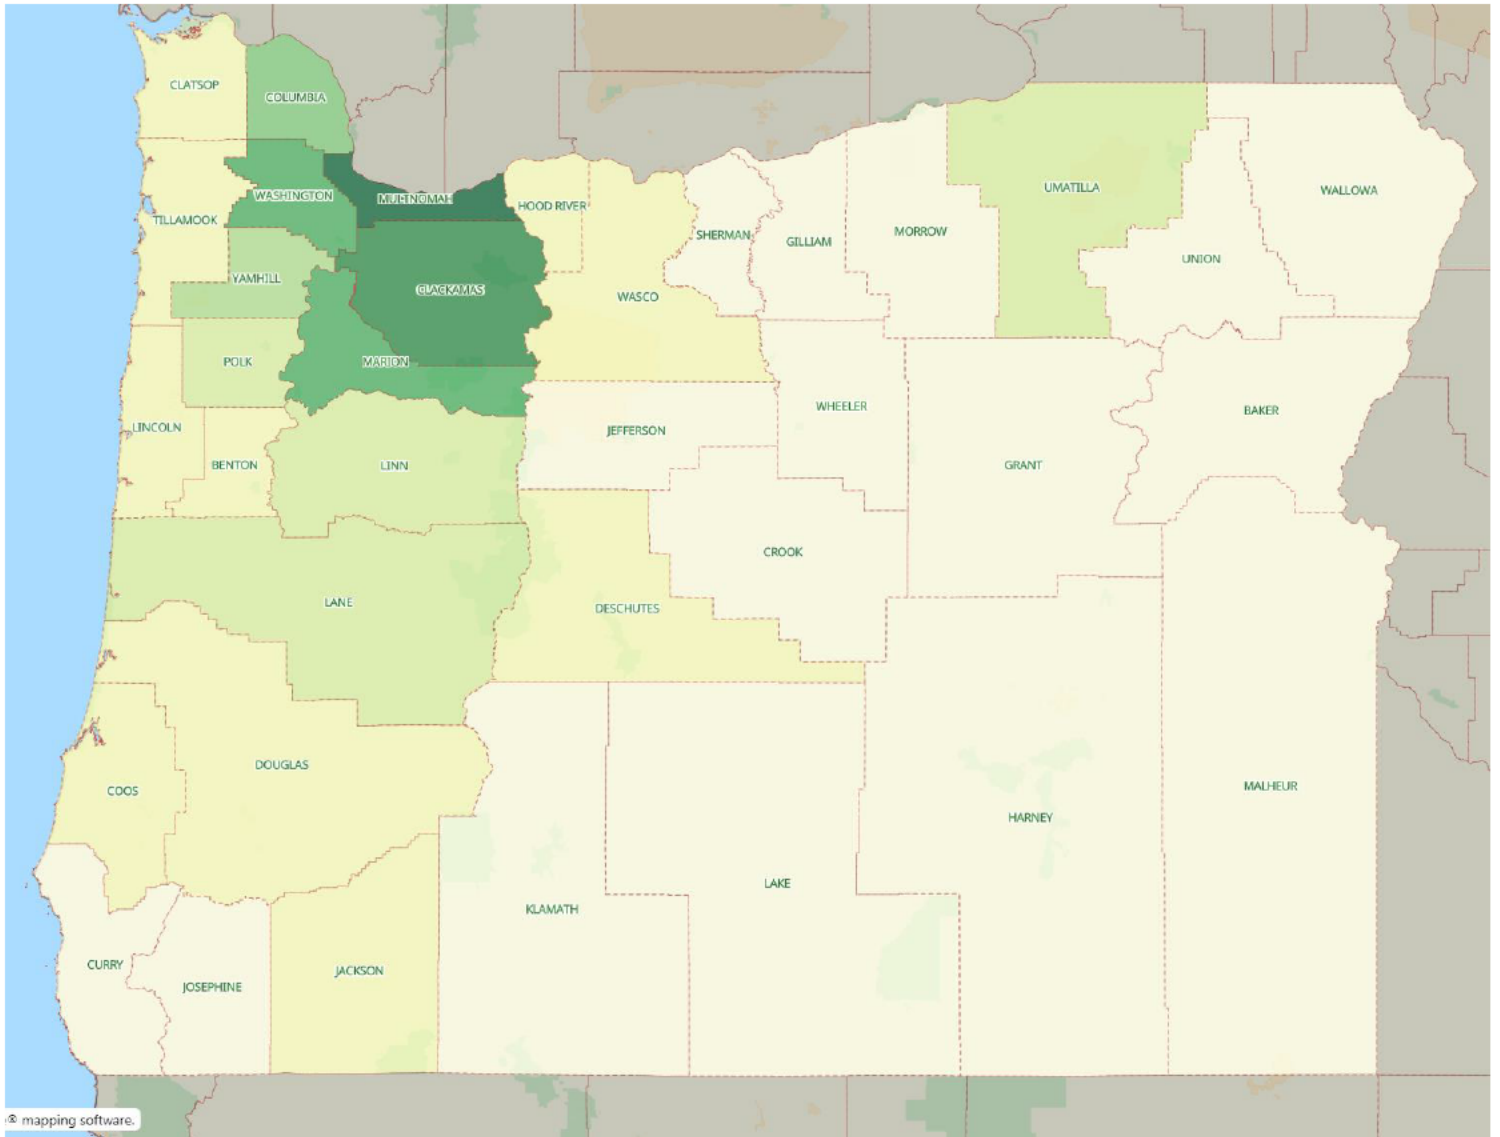 CLATSOP
COLUMBIA
WASHINGTON
MULTNOMAH
TILLAMOOK
HOOD RIVER
UMATILLA
WALLOWA
SHERMAN
GILLIAM
MORROW
UNION
YAMHILL
CLACKAMAS
WASCO
POLK
MARION
LINCOLN
JEFFERSON
WHEELER
BAKER
BENTON
LINN
GRANT
CROOK
LANE
DESCHUTES
DOUGLAS
COOS
MALHEUR
HARNEY
LAKE
KLAMATH
CURRY
JACKSON
JOSEPHINE
® mapping software.